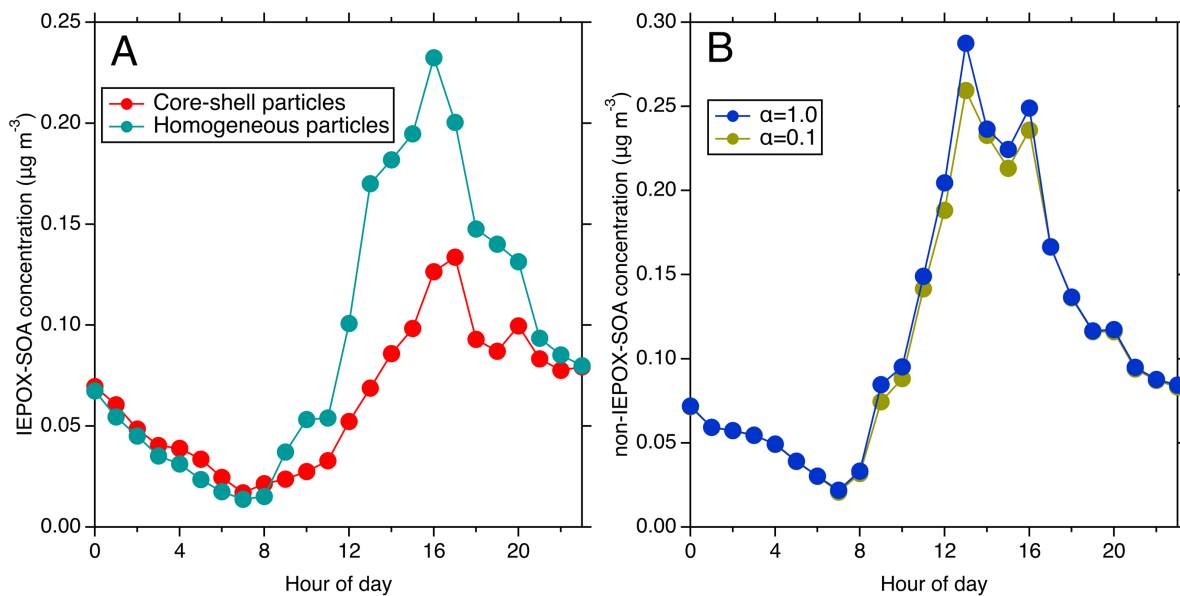 A
IEPOX-SOA concentration (µg m⁻³)
0.25
0.20
0.15
0.10
0.05
0.00
Core-shell particles
Homogeneous particles
0 4 8 12 16 20
Hour of day
B
non-IEPOX-SOA concentration (µg m⁻³)
0.30
0.25
0.20
0.15
0.10
0.05
0.00
α=1.0
α=0.1
0 4 8 12 16 20
Hour of day